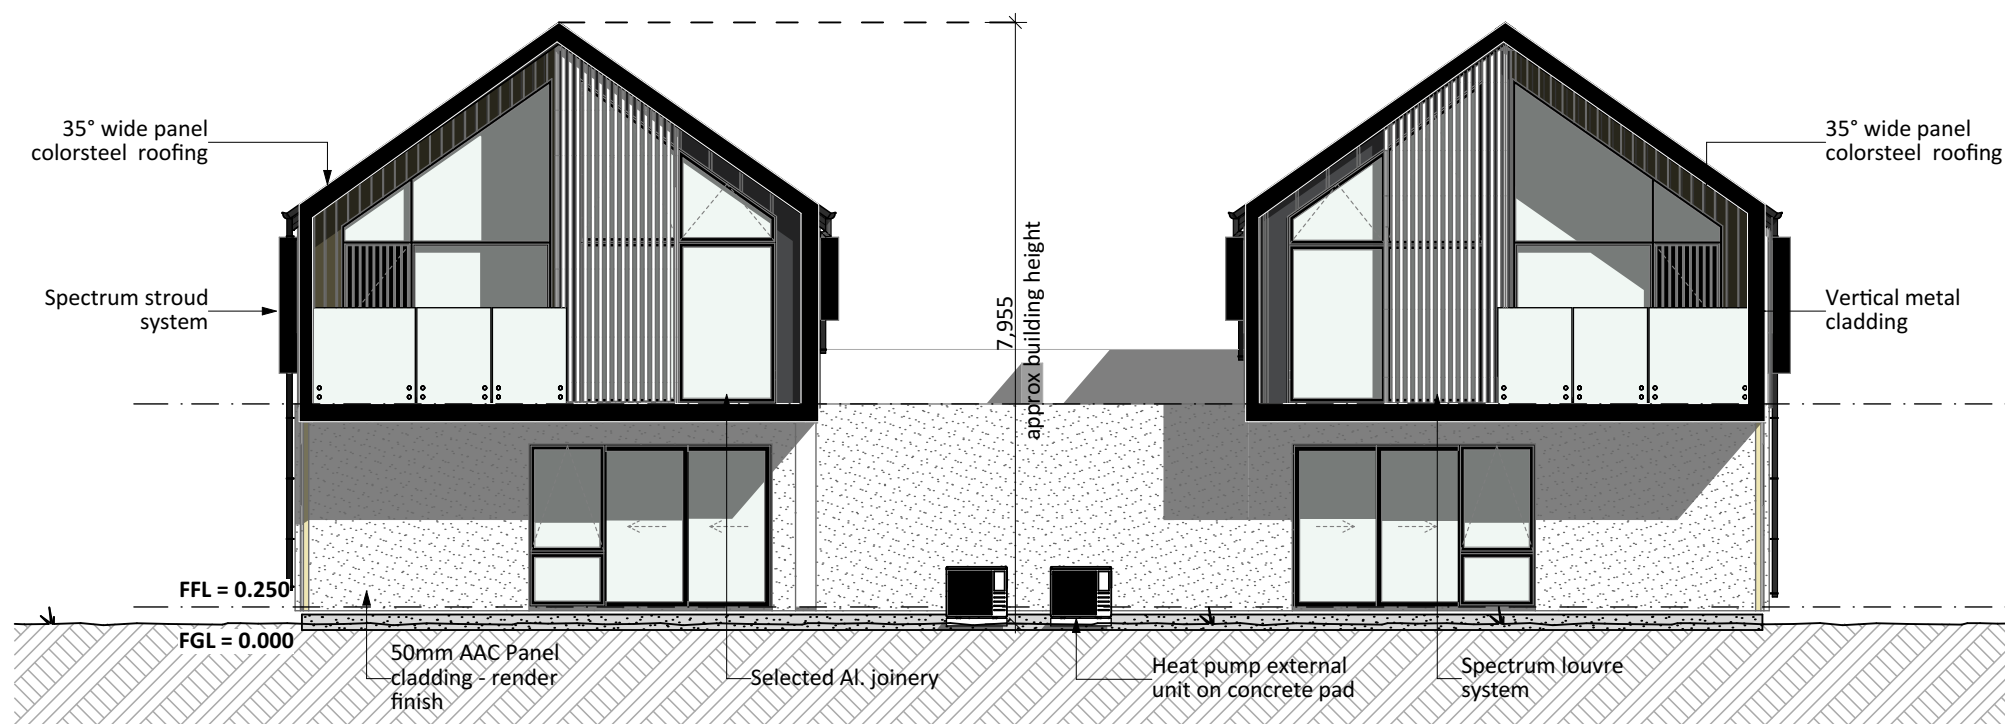 35° wide panel
colorsteel roofing
35° wide panel
colorsteel roofing
7,955
approx building height
Spectrum stroud
system
Vertical metal
cladding
FFL = 0.250
FGL = 0.000
50mm AAC Panel
cladding - render
finish
Selected Al. joinery
Heat pump external
unit on concrete pad
Spectrum louvre
system